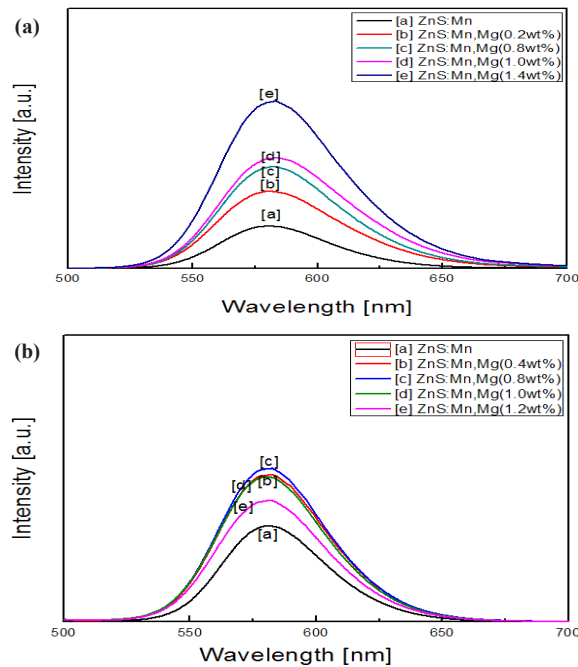 (a)
[a] ZnS:Mn
[b] ZnS:Mn,Mg(0.2wt%)
[c] ZnS:Mn,Mg(0.8wt%)
[d] ZnS:Mn,Mg(1.0wt%)
[e] ZnS:Mn,Mg(1.4wt%)
Intensity [a.u.]
[e]
[d]
[c]
[b]
[a]
500 550 600 650 700
Wavelength [nm]
(b)
[a] ZnS:Mn
[b] ZnS:Mn,Mg(0.4wt%)
[c] ZnS:Mn,Mg(0.8wt%)
[d] ZnS:Mn,Mg(1.0wt%)
[e] ZnS:Mn,Mg(1.2wt%)
Intensity [a.u.]
[c]
[d] [b]
[e]
[a]
500 550 600 650 700
Wavelength [nm]